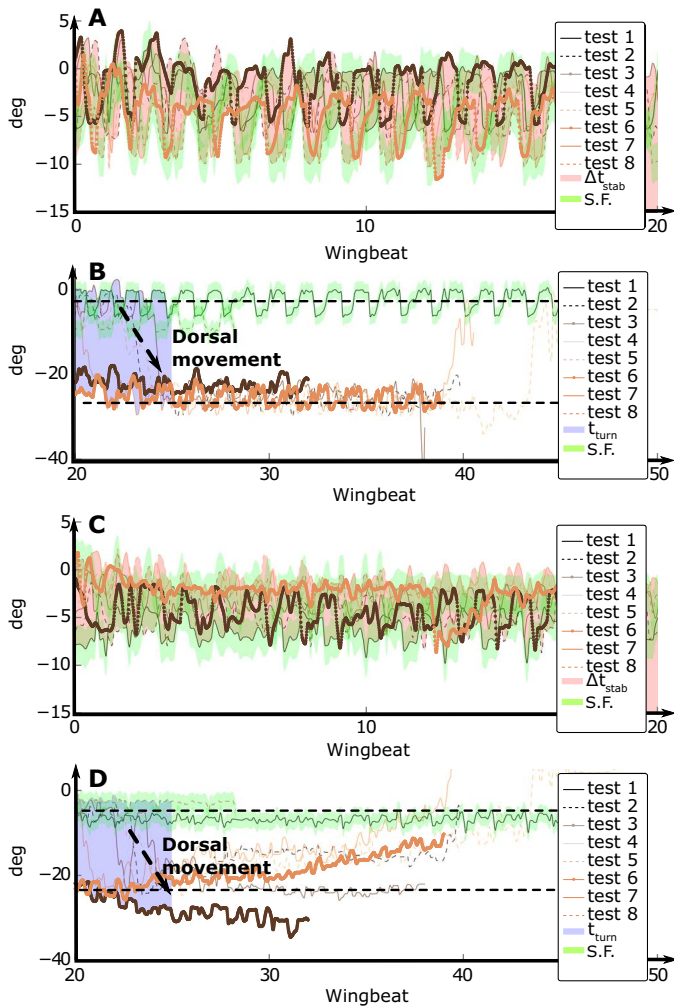 A
5
0
−5
−10
−15
deg
0
10
20
Wingbeat
test 1
test 2
test 3
test 4
test 5
test 6
test 7
test 8
Δt_stab
S.F.
B
0
−20
−40
deg
Dorsal
movement
20
30
40
50
Wingbeat
test 1
test 2
test 3
test 4
test 5
test 6
test 7
test 8
t_turn
S.F.
C
5
0
−5
−10
−15
deg
0
10
20
Wingbeat
test 1
test 2
test 3
test 4
test 5
test 6
test 7
test 8
Δt_stab
S.F.
D
0
−20
−40
deg
Dorsal
movement
20
30
40
50
Wingbeat
test 1
test 2
test 3
test 4
test 5
test 6
test 7
test 8
t_turn
S.F.